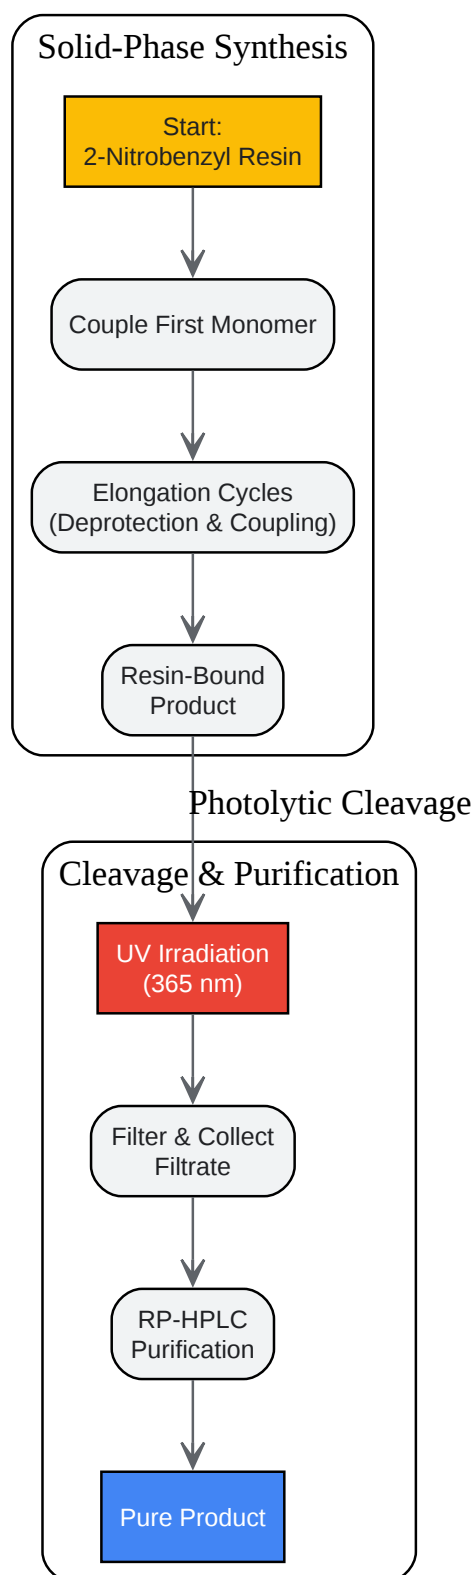 Solid-Phase Synthesis
Start:
2-Nitrobenzyl Resin
Couple First Monomer
Elongation Cycles
(Deprotection & Coupling)
Resin-Bound
Product
Photolytic Cleavage
Cleavage & Purification
UV Irradiation
(365 nm)
Filter & Collect
Filtrate
RP-HPLC
Purification
Pure Product